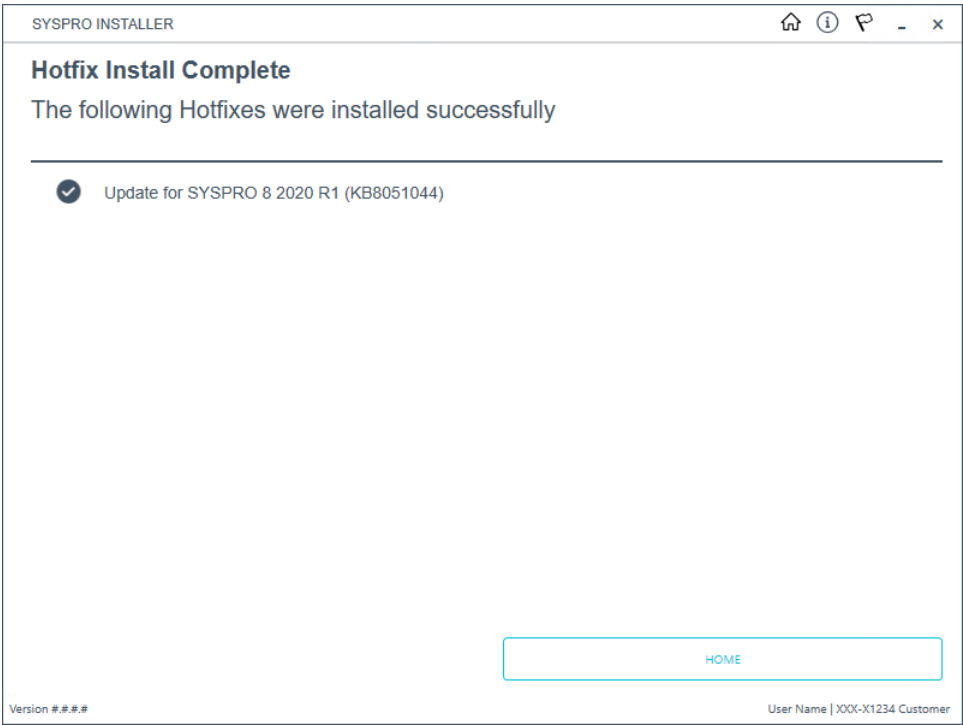 SYSPRO INSTALLER
Hotfix Install Complete
The following Hotfixes were installed successfully
Update for SYSPRO 8 2020 R1 (KB8051044)
HOME
Version #.#.#.#
User Name | XXX-X1234 Customer